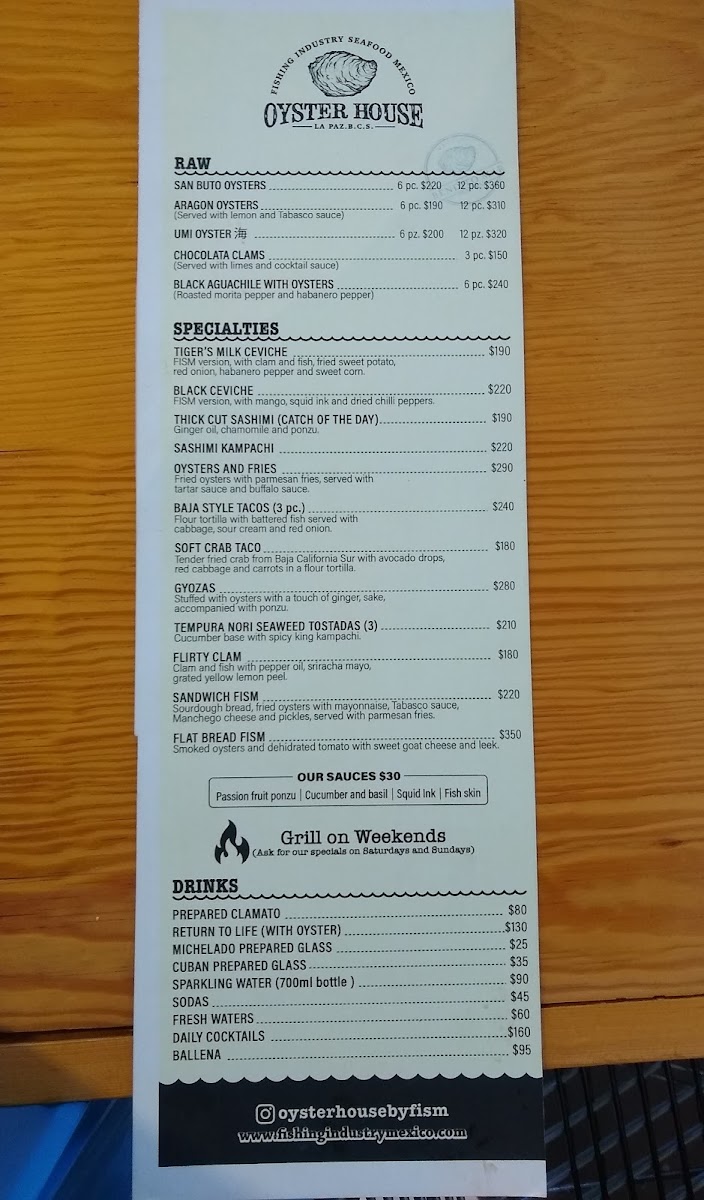 FISHING INDUSTRY SEAFOOD MEXICO
OYSTER HOUSE
LA PAZ.B.C.S.
RAW
SAN BUTO OYSTERS 6 pc. $220 12 pc. $360
ARAGON OYSTERS 6 pc. $190 12 pc. $310
(Served with lemon and Tabasco sauce)
UMI OYSTER 海 6 pz. $200 12 pz. $320
CHOCOLATA CLAMS 3 pc. $150
(Served with limes and cocktail sauce)
BLACK AGUACHILE WITH OYSTERS 6 pc. $240
(Roasted morita pepper and habanero pepper)
SPECIALTIES
TIGER'S MILK CEVICHE $190
FISM version, with clam and fish, fried sweet potato,
red onion, habanero pepper and sweet corn.
BLACK CEVICHE $220
FISM version, with mango, squid ink and dried chilli peppers.
THICK CUT SASHIMI (CATCH OF THE DAY) $190
Ginger oil, chamomile and ponzu.
SASHIMI KAMPACHI $220
OYSTERS AND FRIES $290
Fried oysters with parmesan fries, served with
tartar sauce and buffalo sauce.
BAJA STYLE TACOS (3 pc.) $240
Flour tortilla with battered fish served with
cabbage, sour cream and red onion.
SOFT CRAB TACO $180
Tender fried crab from Baja California Sur with avocado drops,
red cabbage and carrots in a flour tortilla.
GYOZAS $280
Stuffed with oysters with a touch of ginger, sake,
accompanied with ponzu.
TEMPURA NORI SEAWEED TOSTADAS (3) $210
Cucumber base with spicy king kampachi.
FLIRTY CLAM $180
Clam and fish with pepper oil, sriracha mayo,
grated yellow lemon peel.
SANDWICH FISM $220
Sourdough bread, fried oysters with mayonnaise, Tabasco sauce,
Manchego cheese and pickles, served with parmesan fries.
FLAT BREAD FISM $350
Smoked oysters and dehidrated tomato with sweet goat cheese and leek.
OUR SAUCES $30
Passion fruit ponzu | Cucumber and basil | Squid Ink | Fish skin
Grill on Weekends
(Ask for our specials on Saturdays and Sundays)
DRINKS
PREPARED CLAMATO $80
RETURN TO LIFE (WITH OYSTER) $130
MICHELADO PREPARED GLASS $25
CUBAN PREPARED GLASS $35
SPARKLING WATER (700ml bottle ) $90
SODAS $45
FRESH WATERS $60
DAILY COCKTAILS $160
BALLENA $95
oysterhousebyfism
www.fishingindustrymexico.com